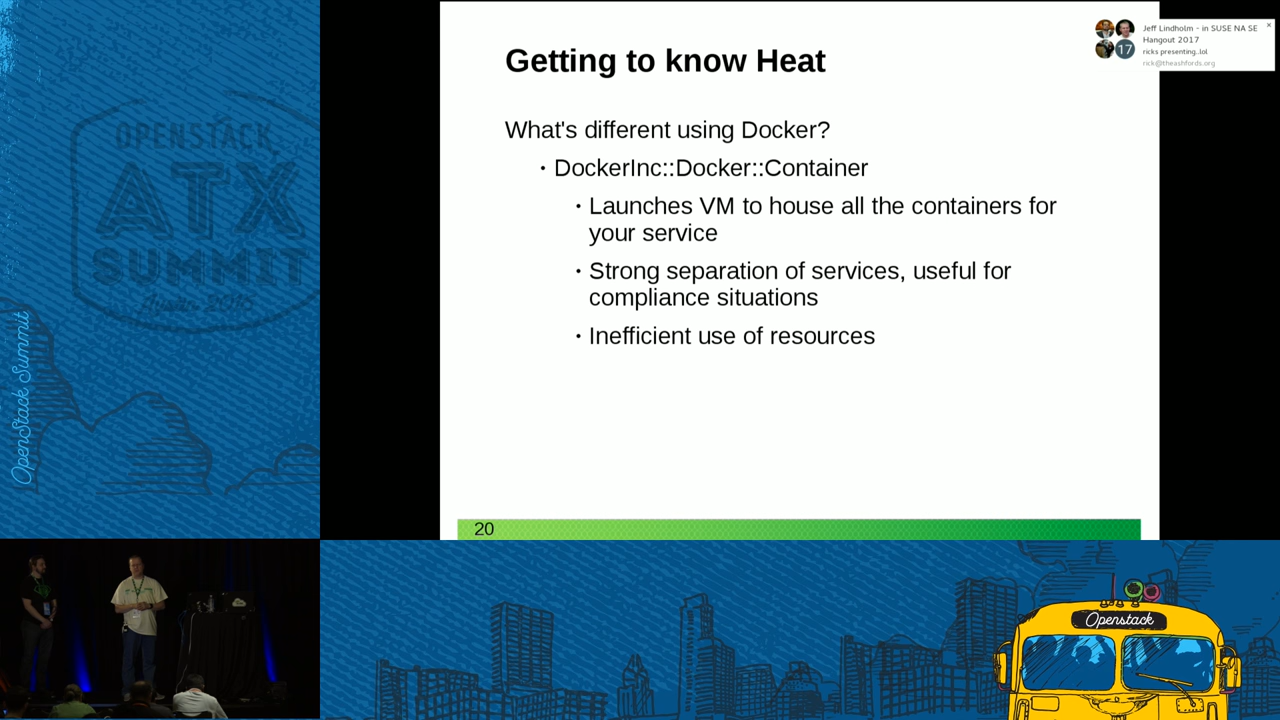 Getting to know Heat
What's different using Docker?
• DockerInc::Docker::Container
• Launches VM to house all the containers for
your service
• Strong separation of services, useful for
compliance situations
• Inefficient use of resources
20
Jeff Lindholm - in SUSE NA SE
Hangout 2017
ricks presenting..lol
rick@theashfords.org
17
OPENSTACK
ATX
SUMMIT
Austin 2016
OpenStack Summit
Openstack